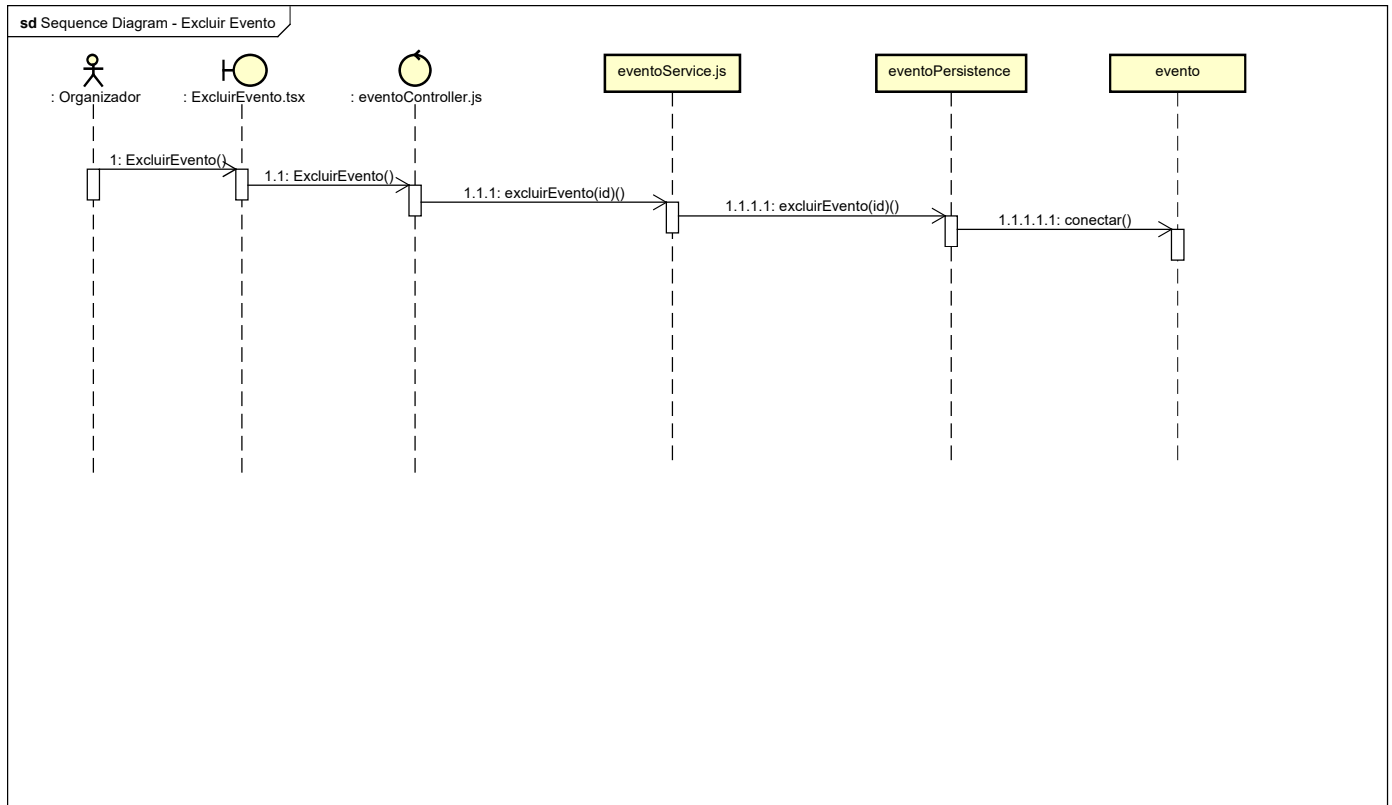 sd Sequence Diagram - Excluir Evento
: Organizador
: ExcluirEvento.tsx
: eventoController.js
eventoService.js
eventoPersistence
evento
1: ExcluirEvento()
1.1: ExcluirEvento()
1.1.1: excluirEvento(id)()
1.1.1.1: excluirEvento(id)()
1.1.1.1.1: conectar()